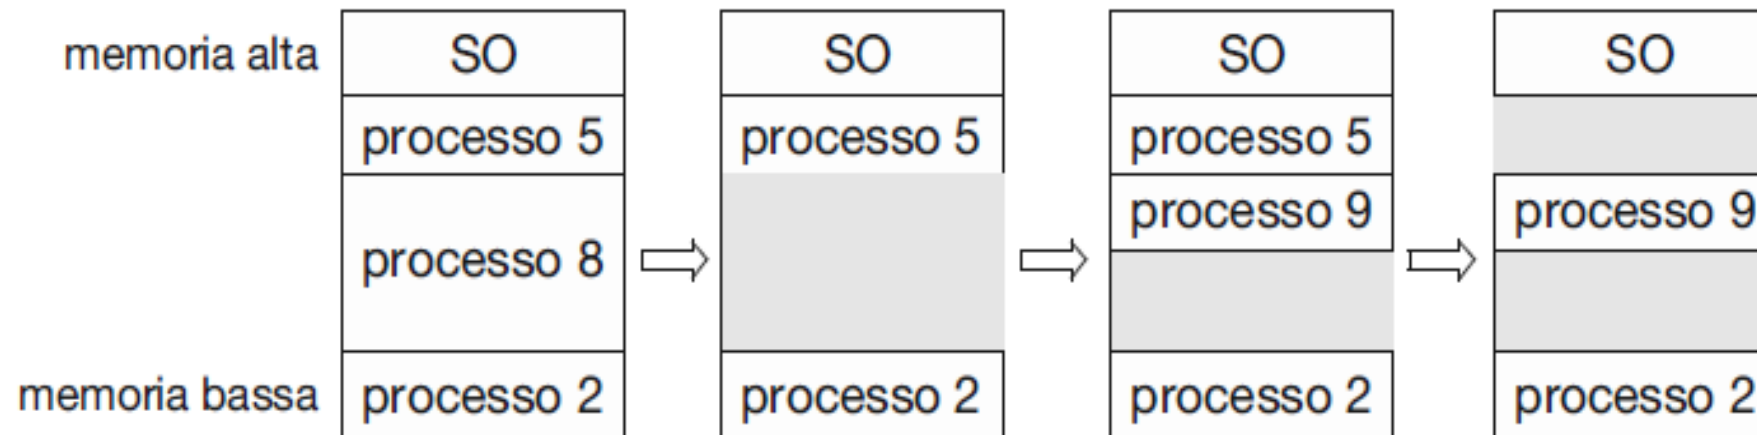 memoria alta SO SO SO SO
processo 5 processo 5 processo 5
processo 9 processo 9
processo 8
memoria bassa processo 2 processo 2 processo 2 processo 2